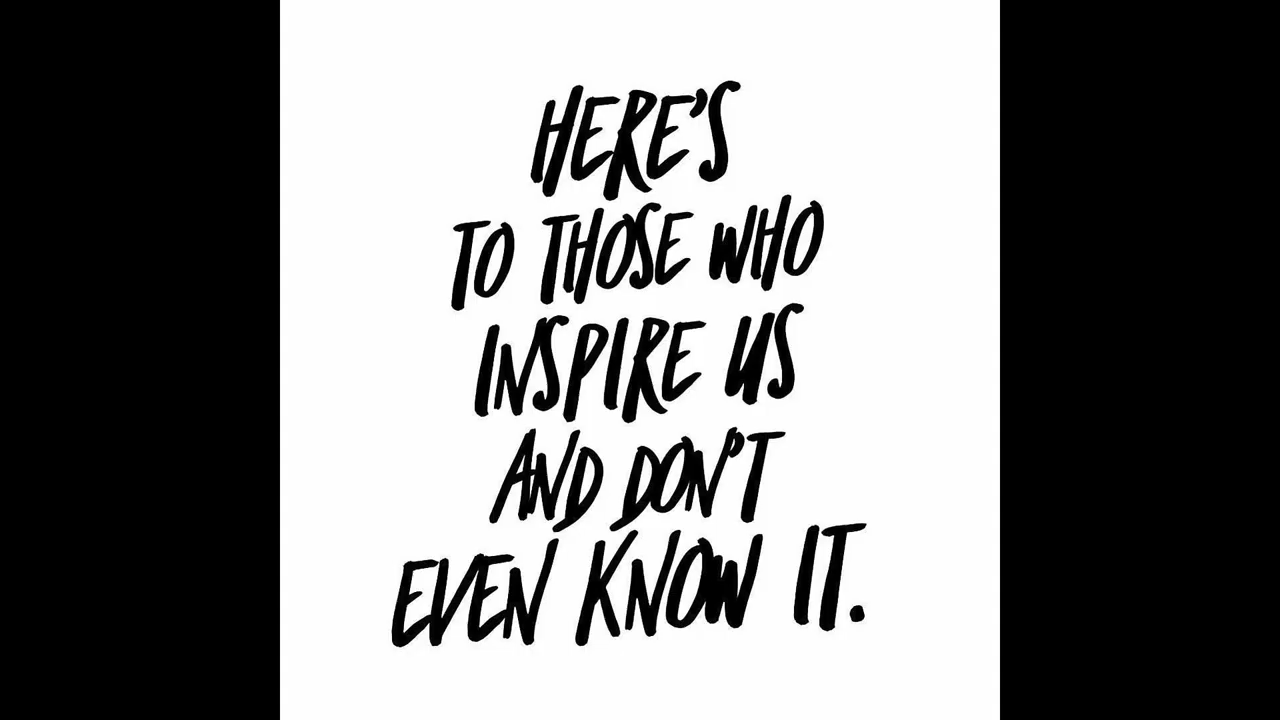 HERE'S
TO THOSE WHO
INSPIRE US
AND DON'T
EVEN KNOW IT.